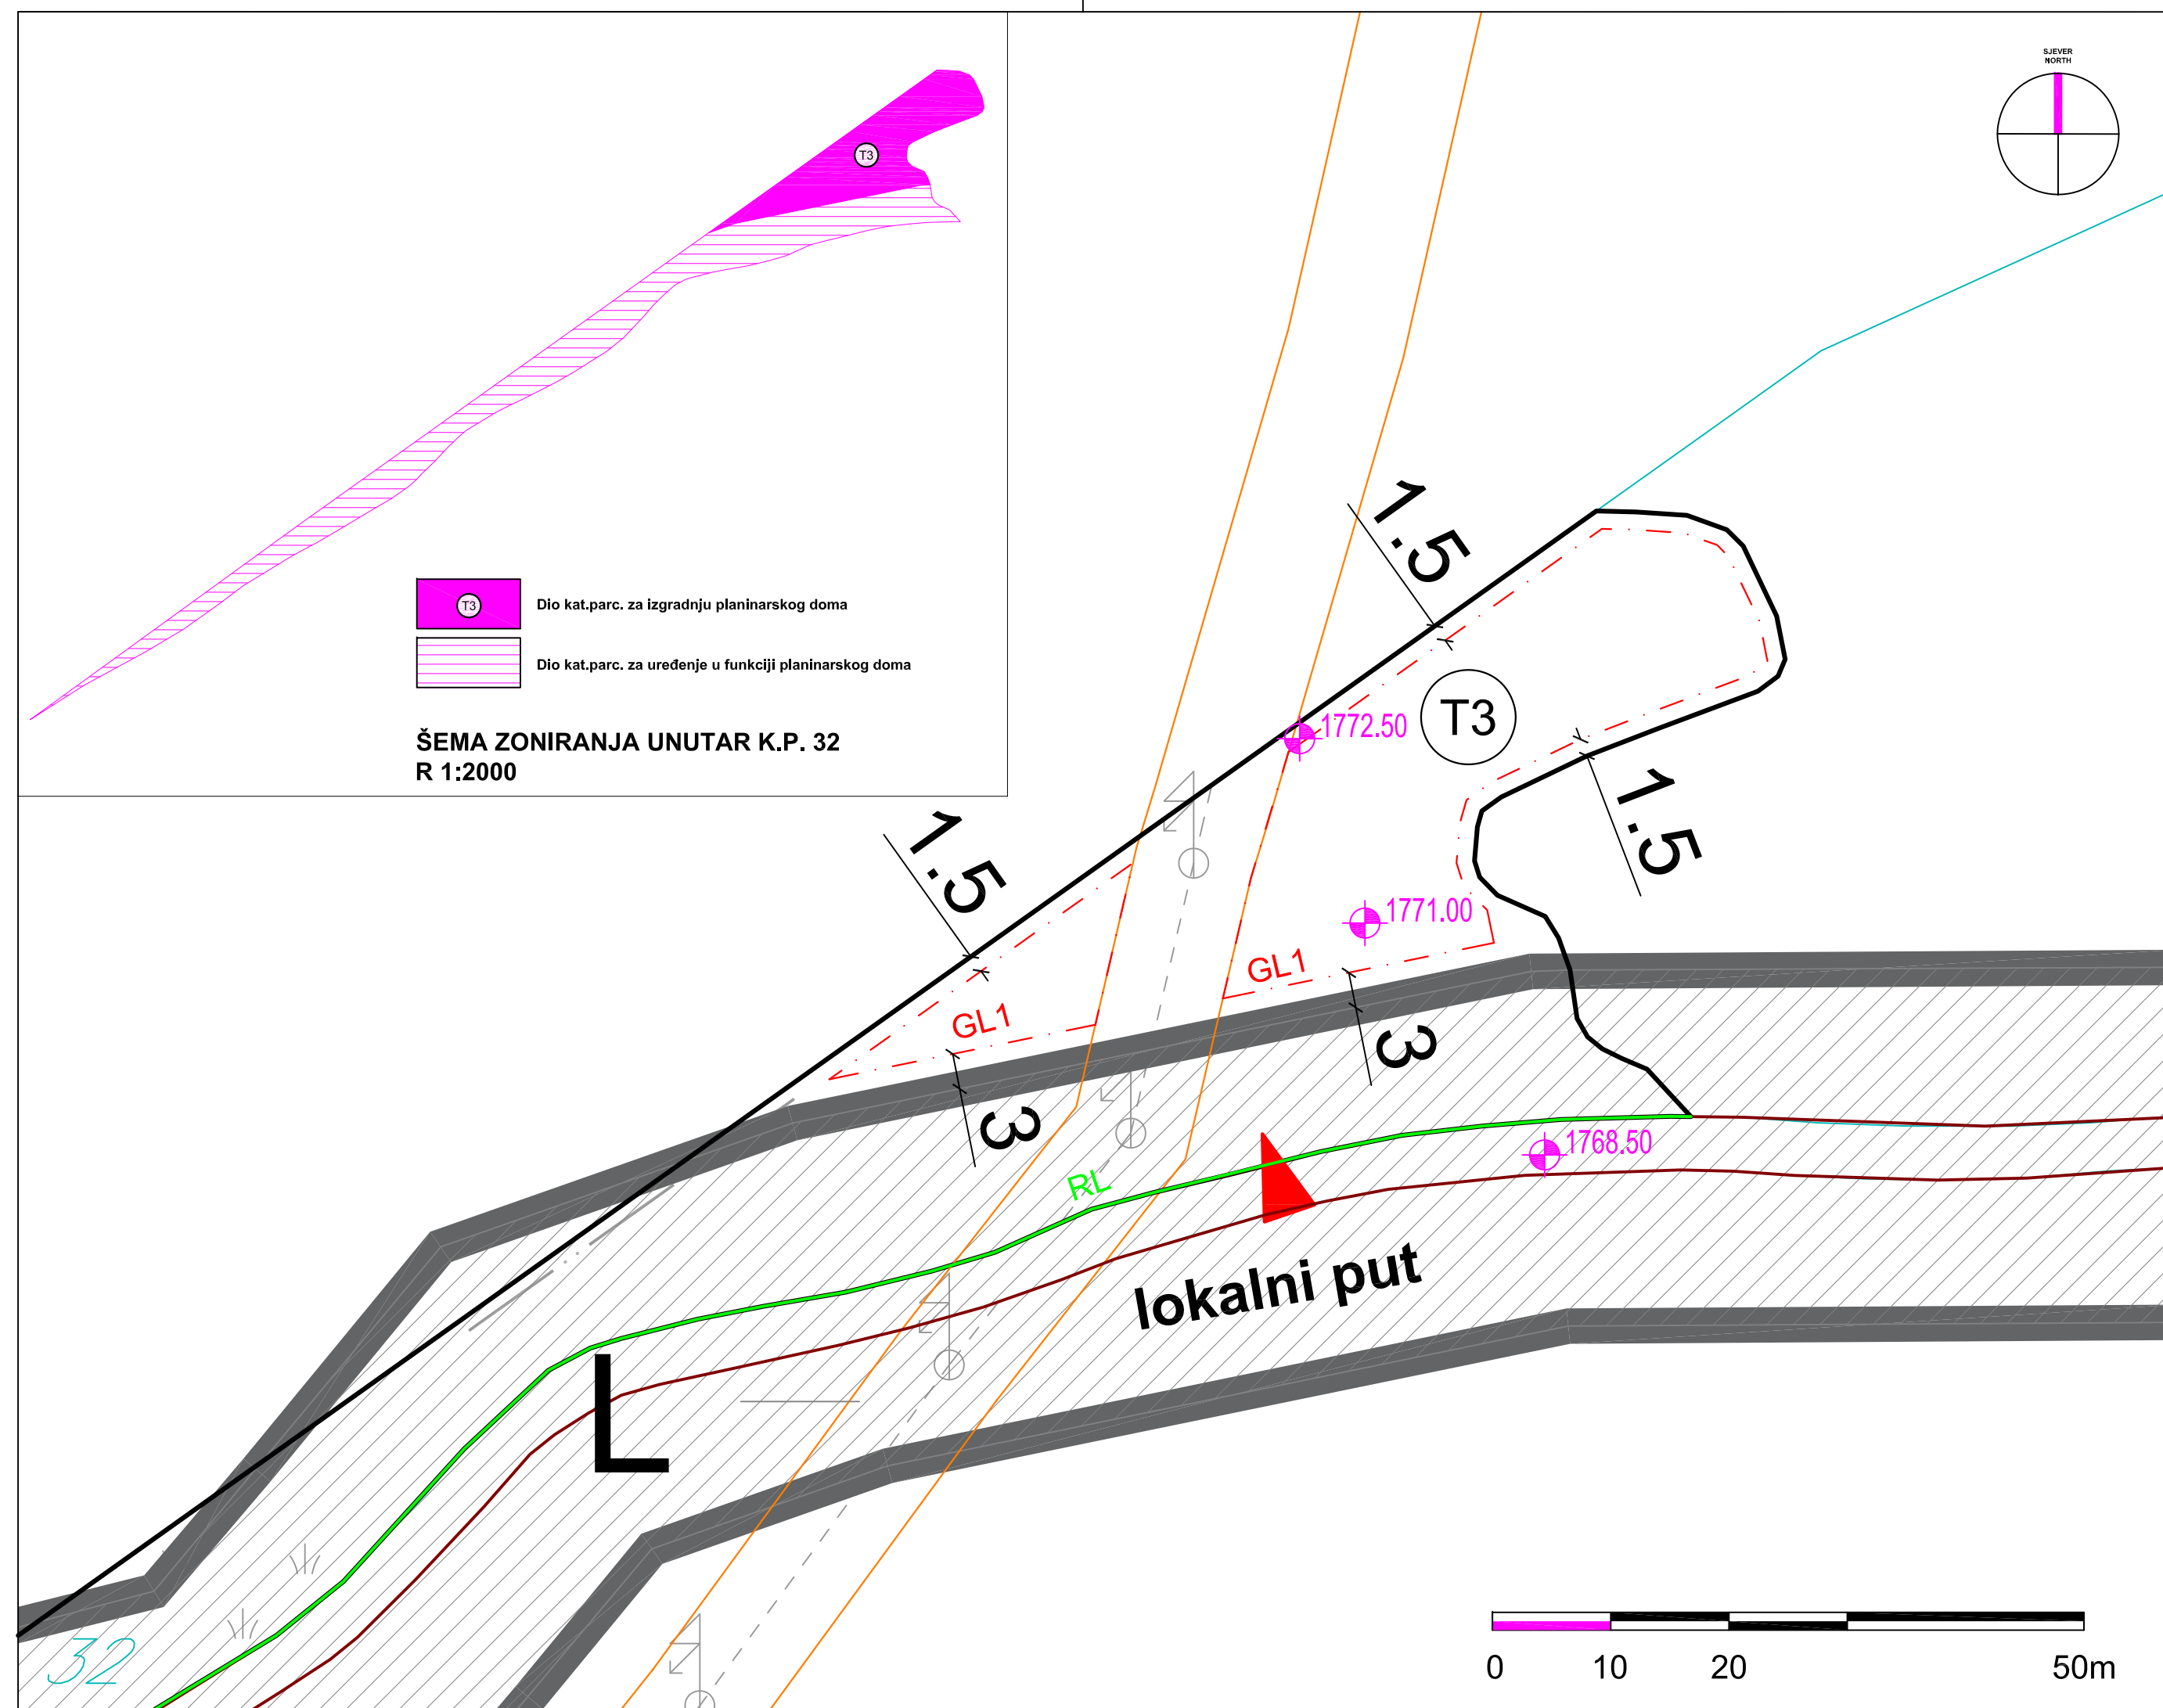 SJEVER
NORTH
T3
T3
Dio kat.parc. za izgradnju planinarskog doma
Dio kat.parc. za uređenje u funkciji planinarskog doma
ŠEMA ZONIRANJA UNUTAR K.P. 32
R 1:2000
1.5
1772.50
T3
1.5
1.5
1771.00
GL1
GL1
3
3
1768.50
RL
lokalni put
L
32
0 10 20 50m